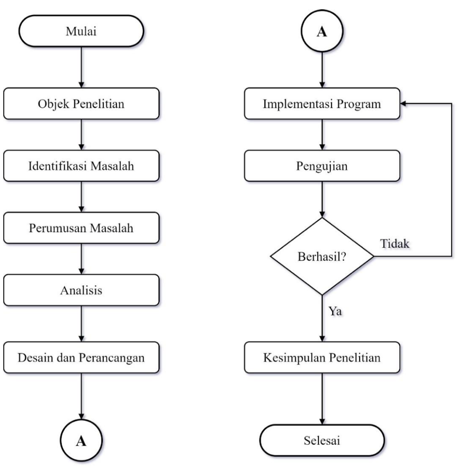 Mulai
Objek Penelitian
Identifikasi Masalah
Perumusan Masalah
Analisis
Desain dan Perancangan
A
A
Implementasi Program
Pengujian
Berhasil?
Tidak
Ya
Kesimpulan Penelitian
Selesai